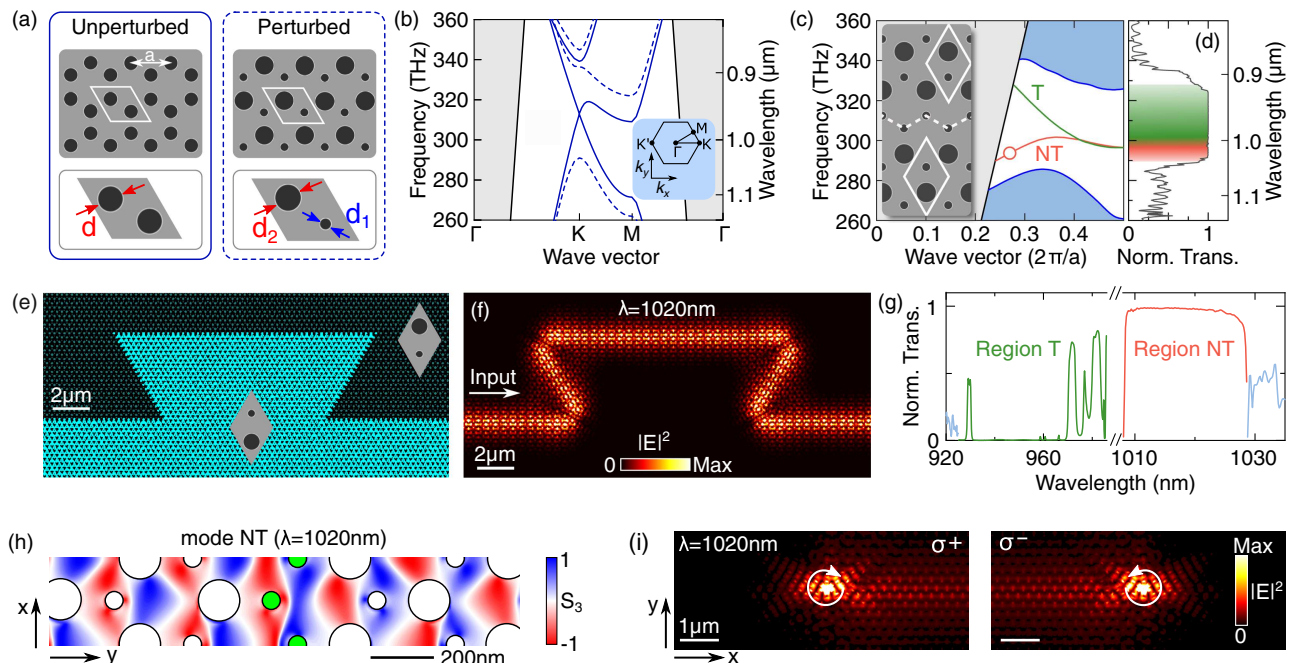 (a)
Unperturbed
Perturbed
a
d
d₂
d₁
(b)
Frequency (THz)
360
340
320
300
280
260
Γ
K
M
Γ
Wave vector
0.9
1.0
1.1
Wavelength (μm)
M
K'
Γ
K
k_y
k_x
(c)
Frequency (THz)
360
340
320
300
280
260
T
NT
0
0.1
0.2
0.3
0.4
Wave vector (2π/a)
(d)
0
1
Norm. Trans.
0.9
1.0
1.1
Wavelength (μm)
(e)
2μm
(f)
λ=1020nm
Input
2μm
|E|²
0
Max
(g)
Norm. Trans.
1
0.5
0
Region T
Region NT
920
960
1010
1030
Wavelength (nm)
(h)
mode NT (λ=1020nm)
1
S₃
-1
x
y
200nm
(i)
λ=1020nm
σ+
σ−
Max
|E|²
0
1μm
y
x